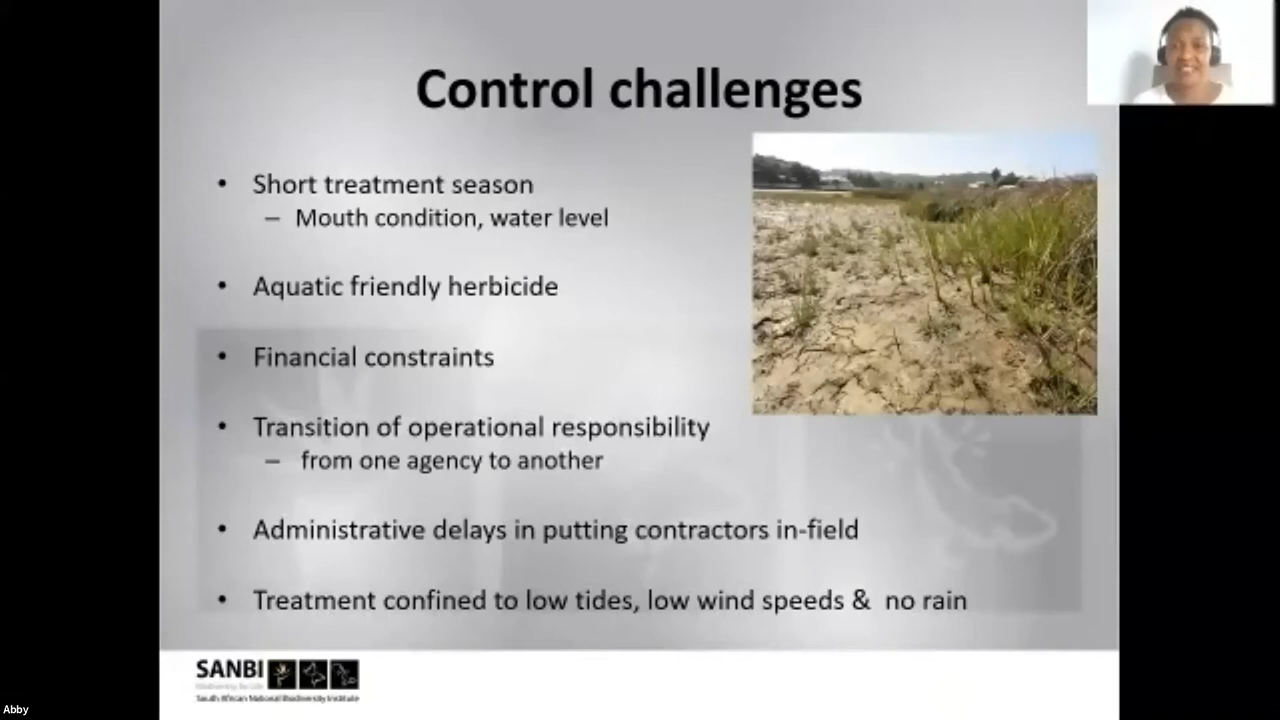 Control challenges
• Short treatment season
– Mouth condition, water level
• Aquatic friendly herbicide
• Financial constraints
• Transition of operational responsibility
– from one agency to another
• Administrative delays in putting contractors in-field
• Treatment confined to low tides, low wind speeds & no rain
SANBI
South African National Biodiversity Institute
Abby